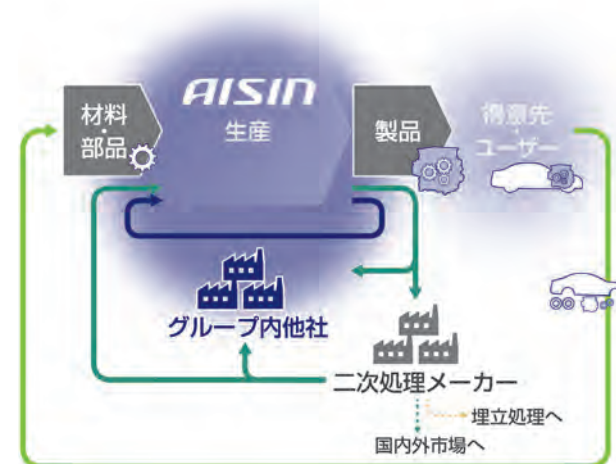 AISIN
材料・
部品
生産
製品
得意先・
ユーザー
グループ内他社
二次処理メーカー
埋立処理へ
国内外市場へ